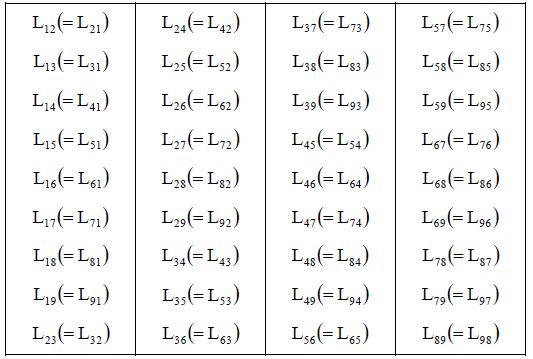 L₁₂(= L₂₁) L₂₄(= L₄₂) L₃₇(= L₇₃) L₅₇(= L₇₅)
L₁₃(= L₃₁) L₂₅(= L₅₂) L₃₈(= L₈₃) L₅₈(= L₈₅)
L₁₄(= L₄₁) L₂₆(= L₆₂) L₃₉(= L₉₃) L₅₉(= L₉₅)
L₁₅(= L₅₁) L₂₇(= L₇₂) L₄₅(= L₅₄) L₆₇(= L₇₆)
L₁₆(= L₆₁) L₂₈(= L₈₂) L₄₆(= L₆₄) L₆₈(= L₈₆)
L₁₇(= L₇₁) L₂₉(= L₉₂) L₄₇(= L₇₄) L₆₉(= L₉₆)
L₁₈(= L₈₁) L₃₄(= L₄₃) L₄₈(= L₈₄) L₇₈(= L₈₇)
L₁₉(= L₉₁) L₃₅(= L₅₃) L₄₉(= L₉₄) L₇₉(= L₉₇)
L₂₃(= L₃₂) L₃₆(= L₆₃) L₅₆(= L₆₅) L₈₉(= L₉₈)